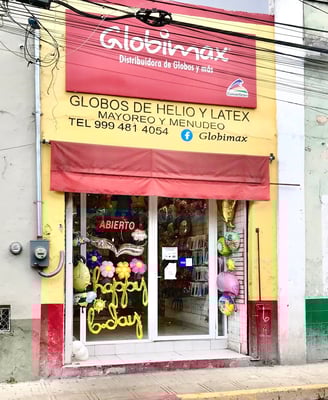 Globimax
Distribuidora de Globos y más
GLOBOS DE HELIO Y LATEX
MAYOREO Y MENUDEO
TEL 999 481 4054
Globimax
ABIERTO
happy
b day